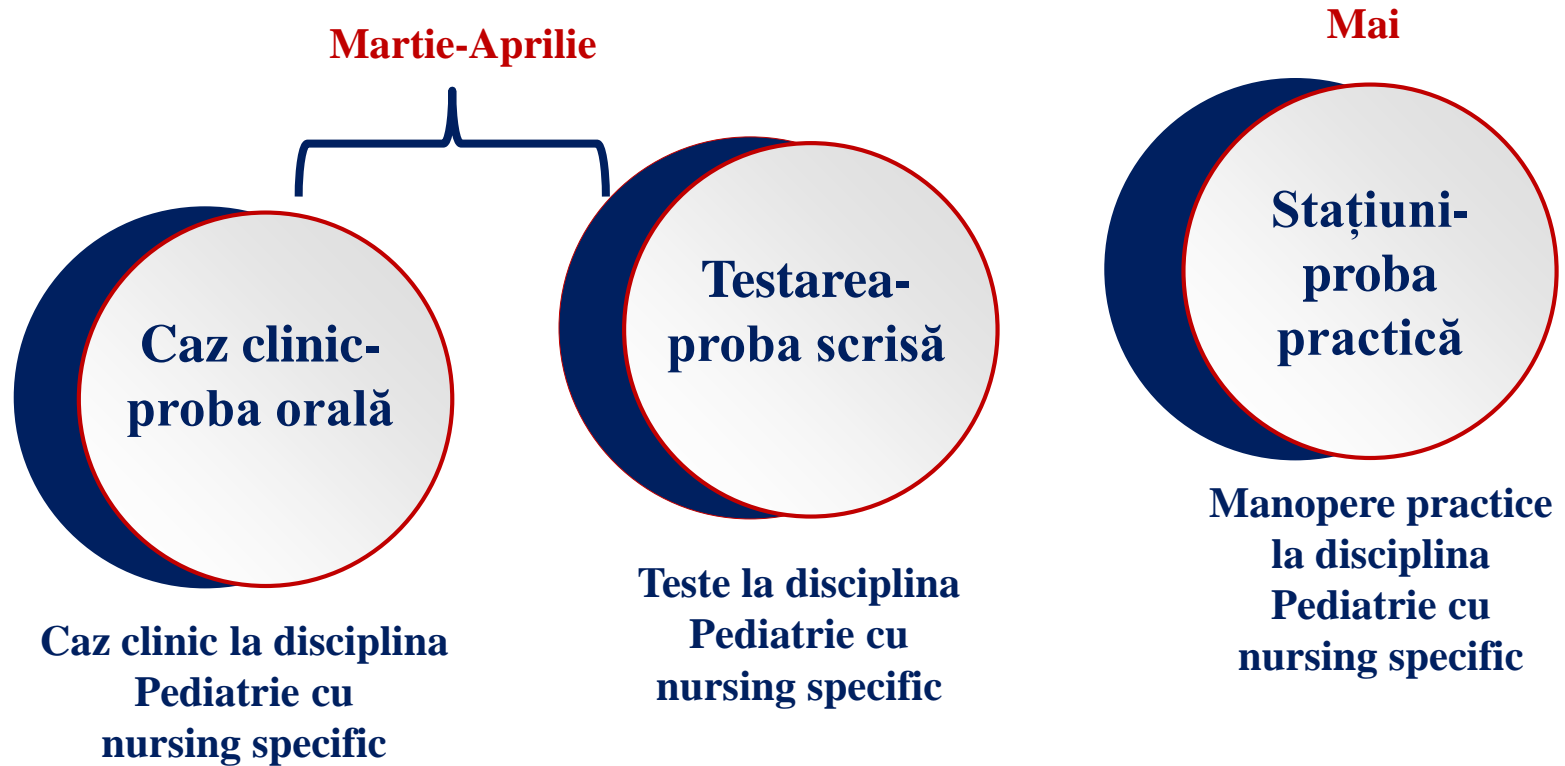 Martie-Aprilie
Mai
Caz clinic-
proba orală
Testarea-
proba scrisă
Stațiuni-
proba
practică
Caz clinic la disciplina
Pediatrie cu
nursing specific
Teste la disciplina
Pediatrie cu
nursing specific
Manopere practice
la disciplina
Pediatrie cu
nursing specific